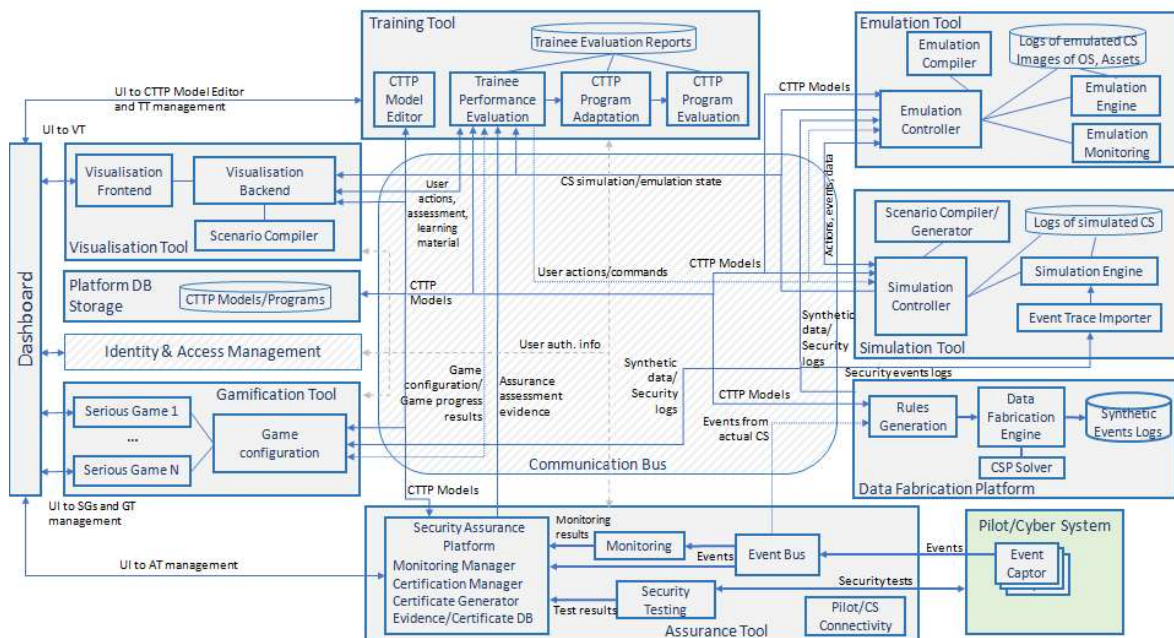 Training Tool
Trainee Evaluation Reports
CTTP
Model
Editor
Trainee
Performance
Evaluation
CTTP
Program
Adaptation
CTTP
Program
Evaluation
Emulation Tool
Emulation
Compiler
Logs of emulated CS
Images of OS, Assets
Emulation
Controller
Emulation
Engine
Emulation
Monitoring
UI to CTTP Model Editor
and TT management
UI to VT
Dashboard
Visualisation
Frontend
Visualisation
Backend
Scenario Compiler
Visualisation Tool
User
actions,
assessment,
learning
material
CS simulation/emulation state
CTTP Models
Actions, events, data
Scenario Compiler/
Generator
Logs of simulated CS
Simulation
Controller
Simulation Engine
Event Trace Importer
Simulation Tool
Platform DB
Storage
CTTP Models/Programs
CTTP
Models
CTTP Models
User actions/commands
Identity & Access Management
User auth. info
Gamification Tool
Serious Game 1
...
Serious Game N
Game
configuration
Game
configuration/
Game progress
results
Assurance
assessment
evidence
Synthetic
data/
Security
logs
Synthetic
data/
Security
logs
Security events logs
CTTP Models
Events from
actual CS
Communication Bus
Rules
Generation
Data
Fabrication
Engine
Synthetic
Events Logs
CSP Solver
Data Fabrication Platform
UI to SGs and GT
management
CTTP Models
UI to AT management
Security Assurance
Platform
Monitoring Manager
Certification Manager
Certificate Generator
Evidence/Certificate DB
Monitoring
results
Monitoring
Events
Event Bus
Security
Testing
Test results
Security tests
Pilot/CS
Connectivity
Assurance Tool
Events
Pilot/Cyber System
Event
Captor